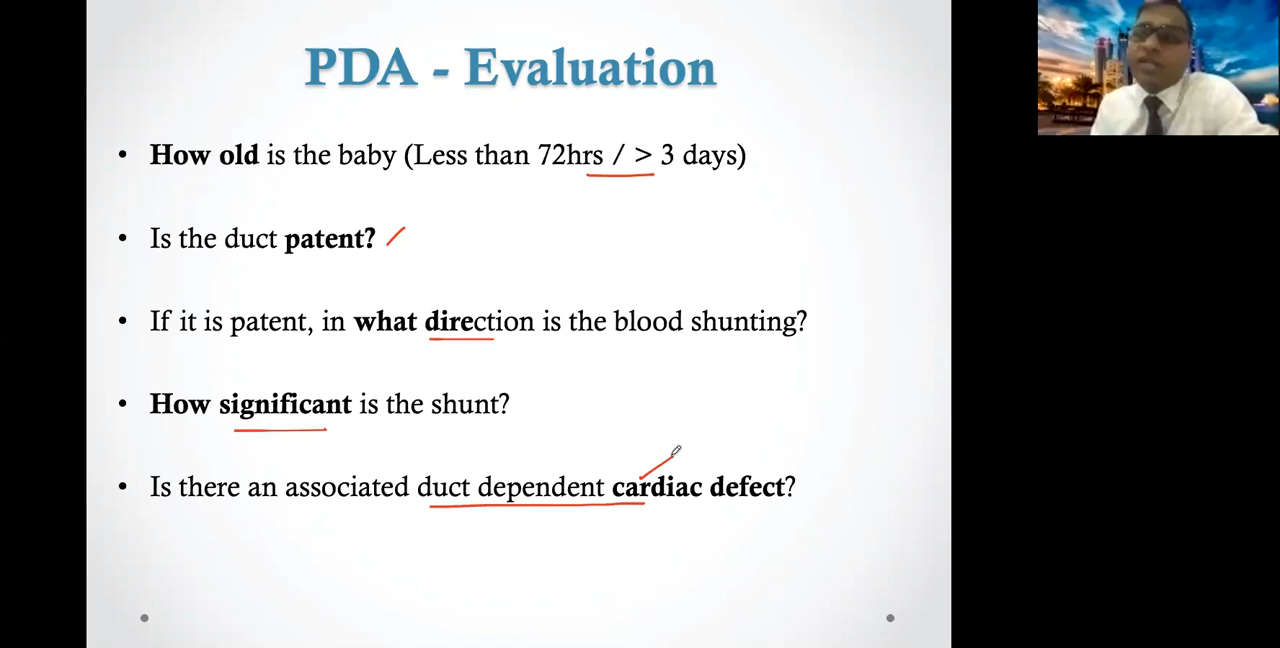 PDA - Evaluation
• How old is the baby (Less than 72hrs / > 3 days)
• Is the duct patent?
• If it is patent, in what direction is the blood shunting?
• How significant is the shunt?
• Is there an associated duct dependent cardiac defect?